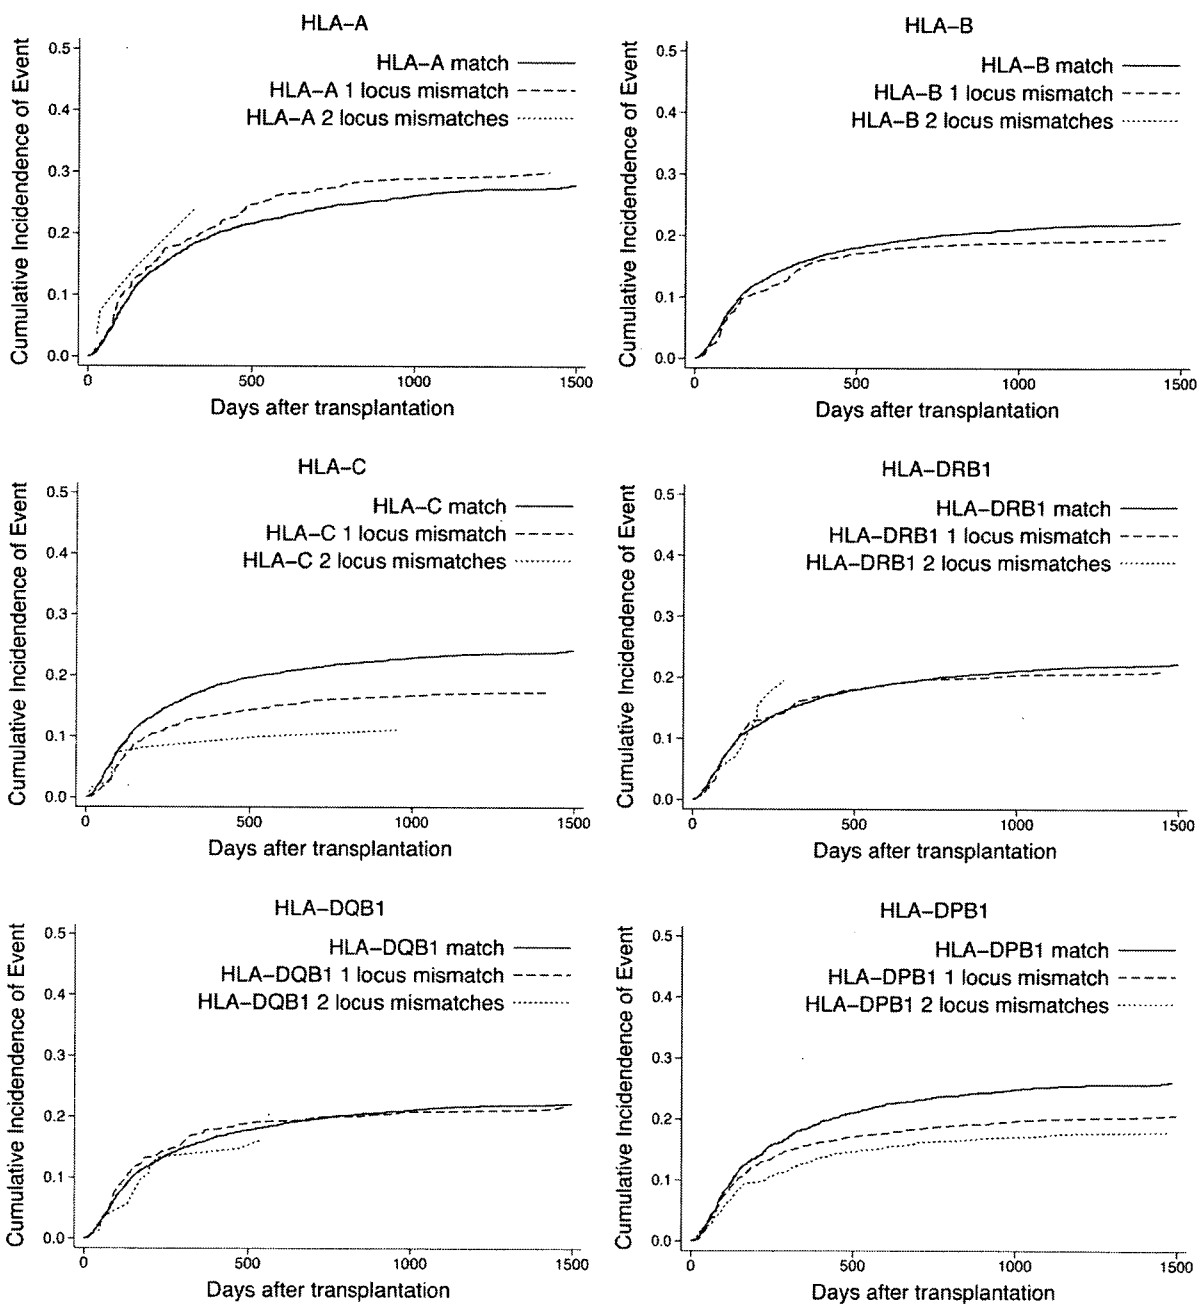 HLA–A
Cumulative Incidendence of Event
0.5
0.4
0.3
0.2
0.1
0.0
HLA–A match
HLA–A 1 locus mismatch
HLA–A 2 locus mismatches
0 500 1000 1500
Days after transplantation
HLA–B
Cumulative Incidendence of Event
0.5
0.4
0.3
0.2
0.1
0.0
HLA–B match
HLA–B 1 locus mismatch
HLA–B 2 locus mismatches
0 500 1000 1500
Days after transplantation
HLA–C
Cumulative Incidendence of Event
0.5
0.4
0.3
0.2
0.1
0.0
HLA–C match
HLA–C 1 locus mismatch
HLA–C 2 locus mismatches
0 500 1000 1500
Days after transplantation
HLA–DRB1
Cumulative Incidendence of Event
0.5
0.4
0.3
0.2
0.1
0.0
HLA–DRB1 match
HLA–DRB1 1 locus mismatch
HLA–DRB1 2 locus mismatches
0 500 1000 1500
Days after transplantation
HLA–DQB1
Cumulative Incidendence of Event
0.5
0.4
0.3
0.2
0.1
0.0
HLA–DQB1 match
HLA–DQB1 1 locus mismatch
HLA–DQB1 2 locus mismatches
0 500 1000 1500
Days after transplantation
HLA–DPB1
Cumulative Incidendence of Event
0.5
0.4
0.3
0.2
0.1
0.0
HLA–DPB1 match
HLA–DPB1 1 locus mismatch
HLA–DPB1 2 locus mismatches
0 500 1000 1500
Days after transplantation